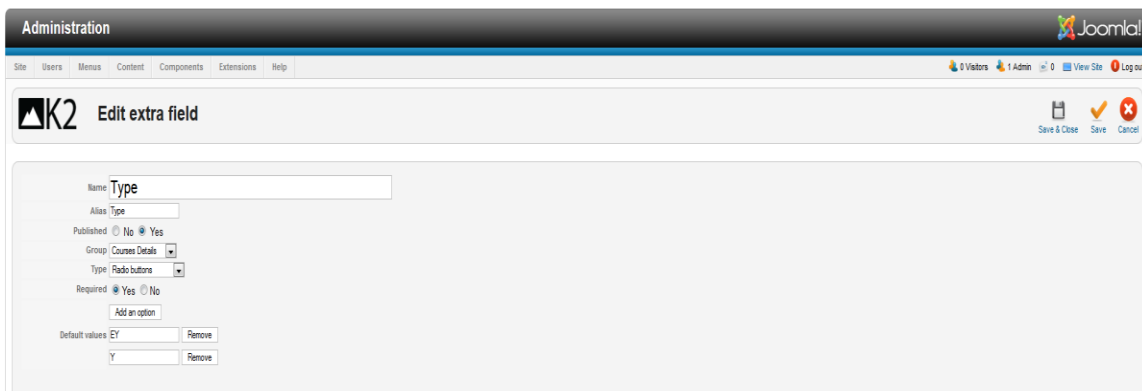 Administration
Joomla!
Site Users Menus Content Components Extensions Help
0 Visitors 1 Admin 0 View Site Log ou
K2 Edit extra field
Save & Close Save Cancel
Name Type
Alias Type
Published No Yes
Group Courses Details
Type Radio buttons
Required Yes No
Add an option
Default values EY Remove
Y Remove